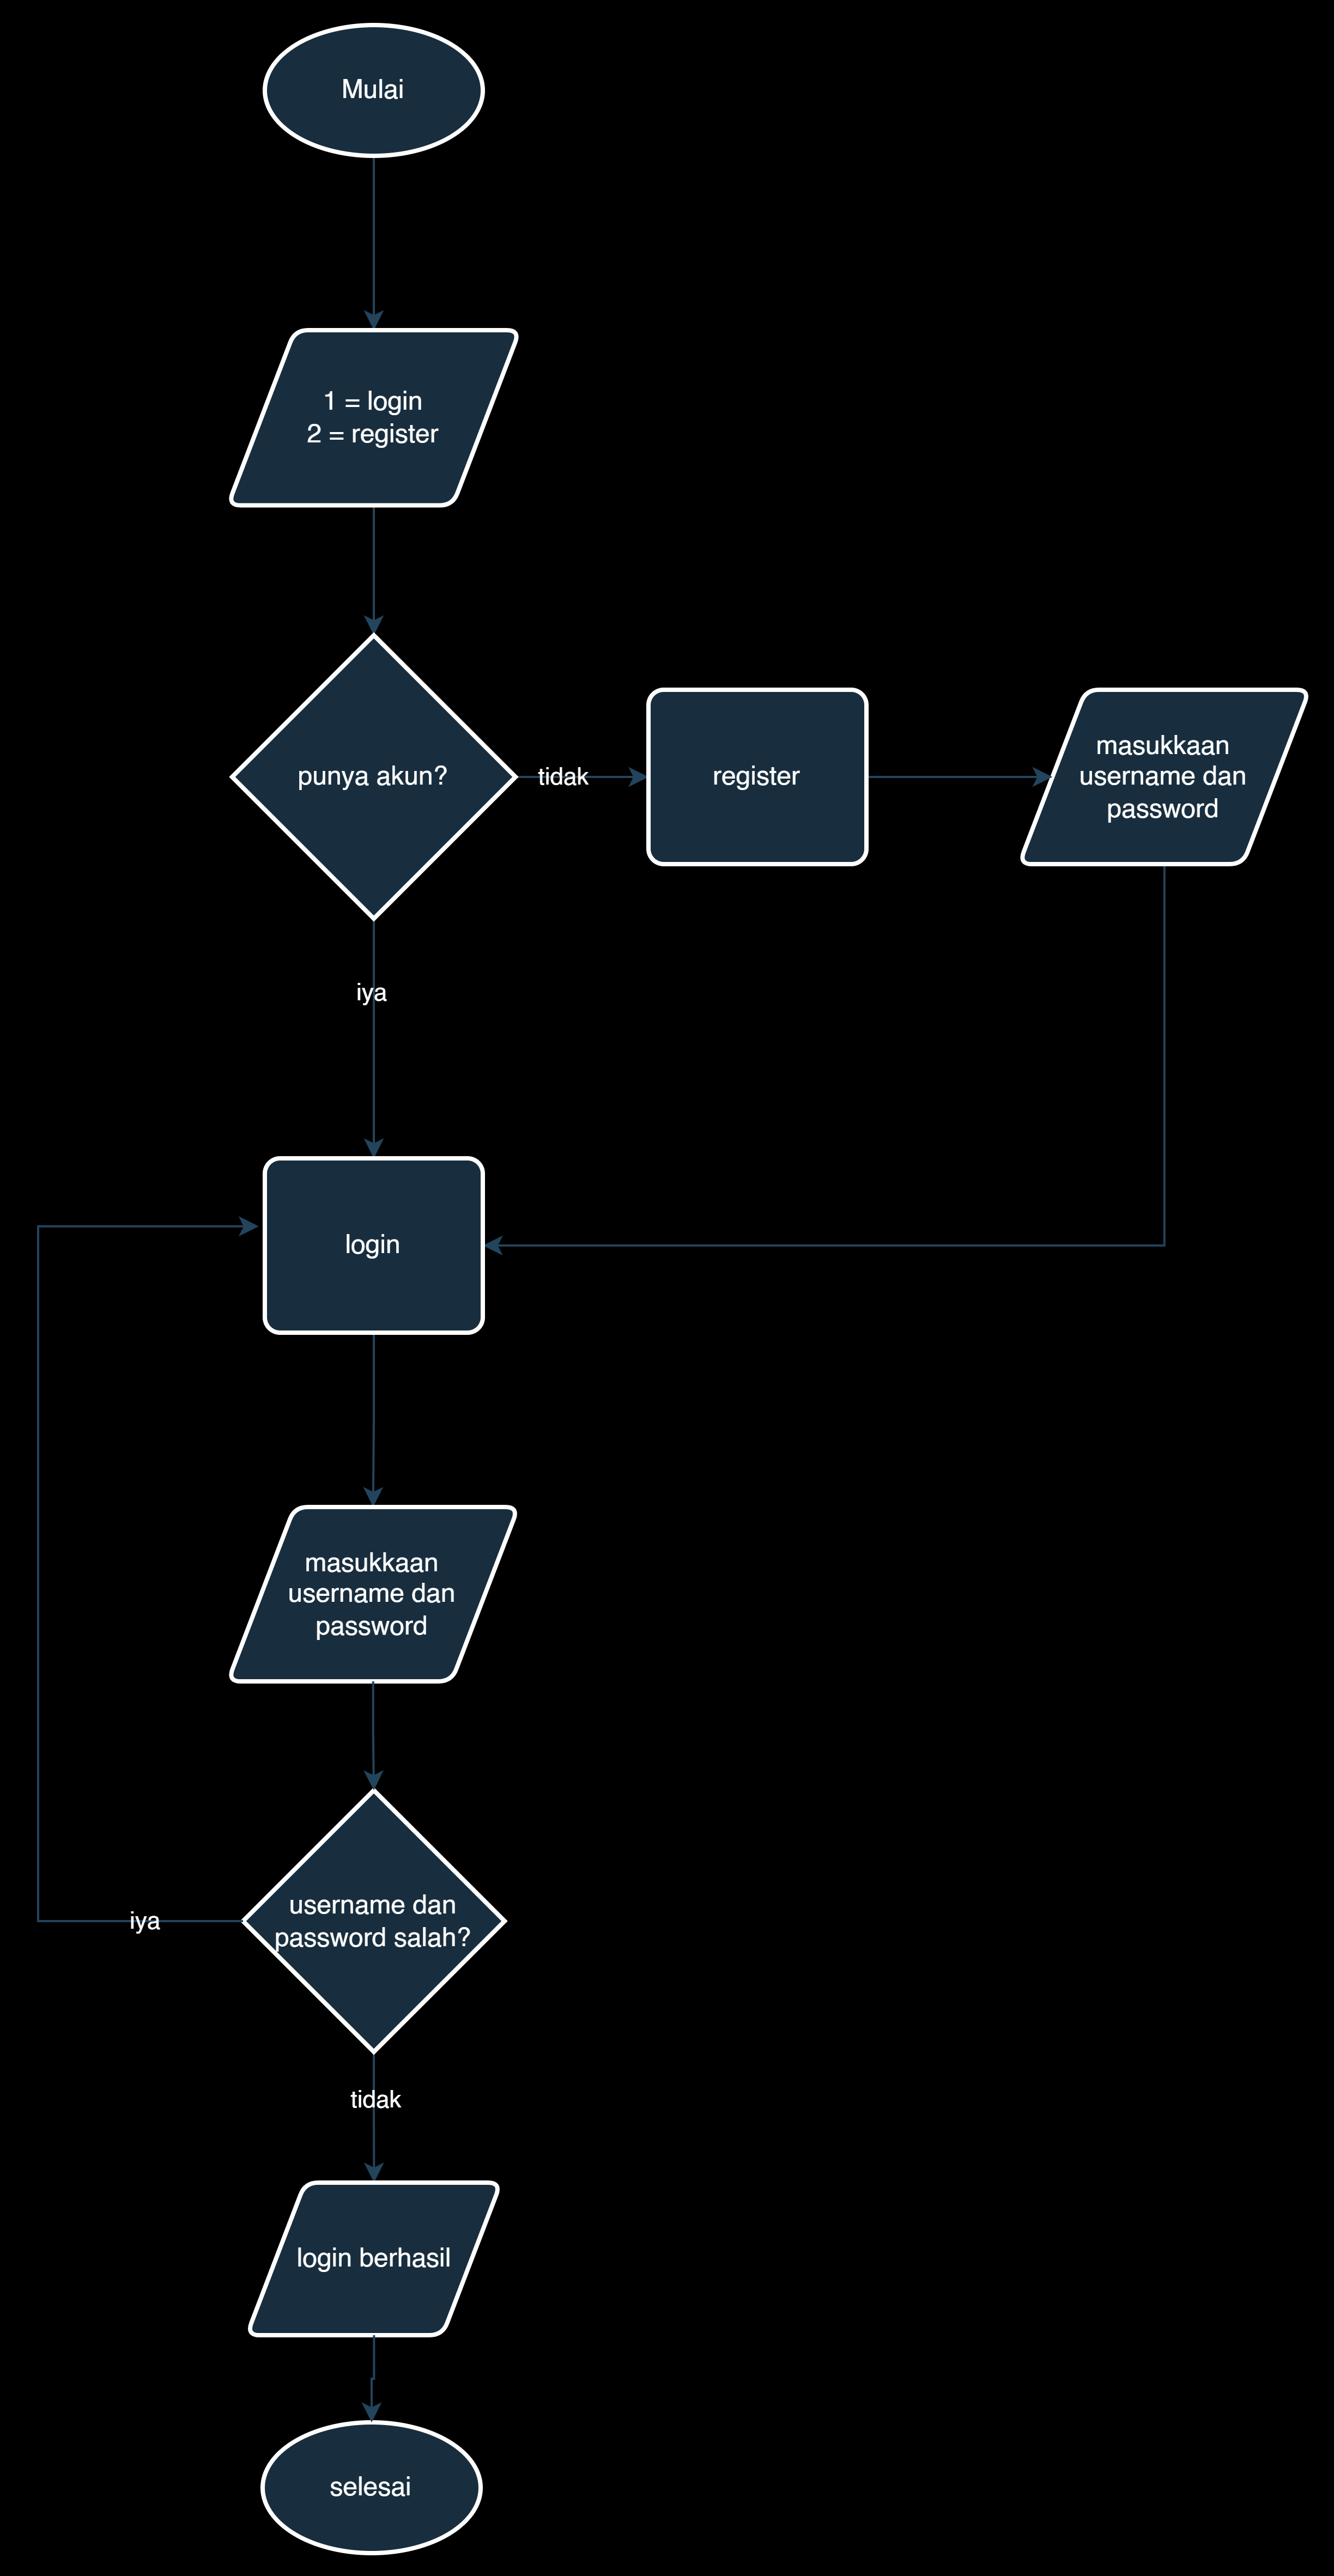 Mulai
1 = login
2 = register
punya akun?
tidak
register
masukkaan
username dan
password
iya
login
masukkaan
username dan
password
username dan
password salah?
iya
tidak
login berhasil
selesai